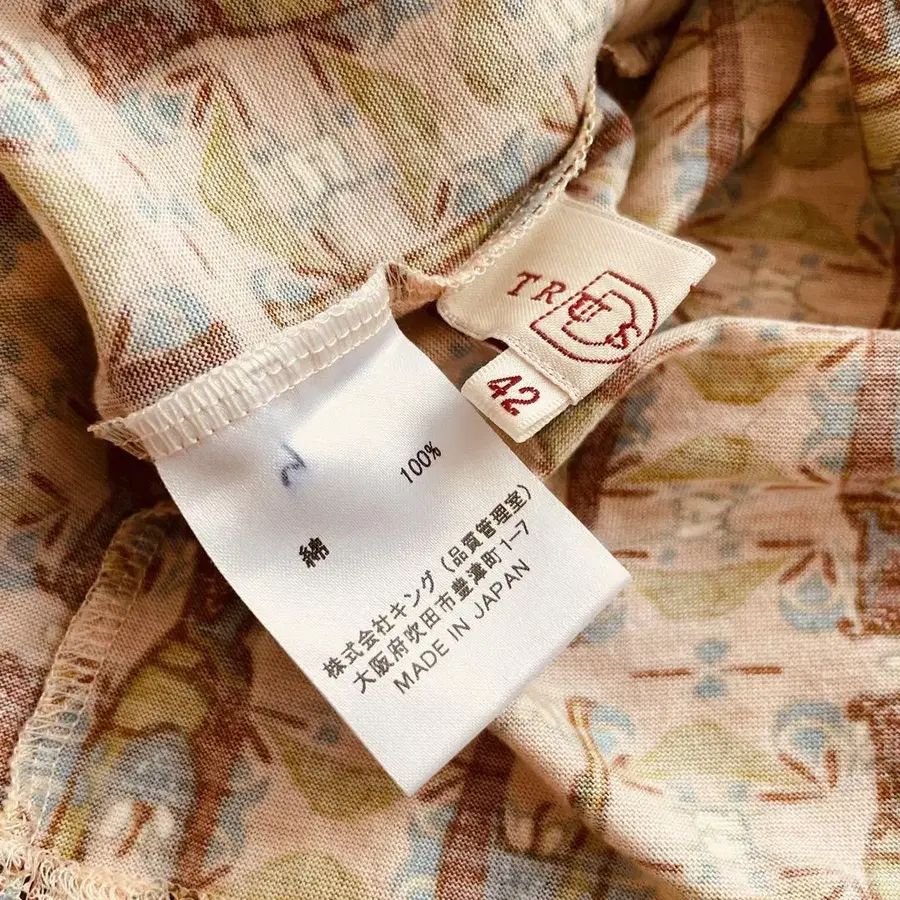 TRU S
42
綿 100%
株式会社キング (品質管理室)
大阪府吹田市豊津町1-7
MADE IN JAPAN